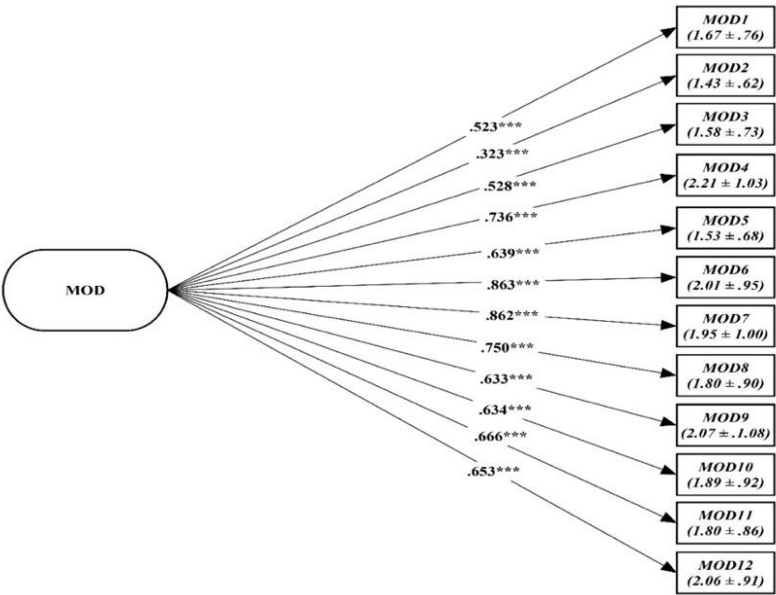 MOD1
(1.67 ± .76)
MOD2
(1.43 ± .62)
MOD3
(1.58 ± .73)
MOD4
(2.21 ± 1.03)
MOD5
(1.53 ± .68)
MOD6
(2.01 ± .95)
MOD7
(1.95 ± 1.00)
MOD8
(1.80 ± .90)
MOD9
(2.07 ± .1.08)
MOD10
(1.89 ± .92)
MOD11
(1.80 ± .86)
MOD12
(2.06 ± .91)
.523***
.323***
.528***
.736***
.639***
.863***
.862***
.750***
.633***
.634***
.666***
.653***
MOD